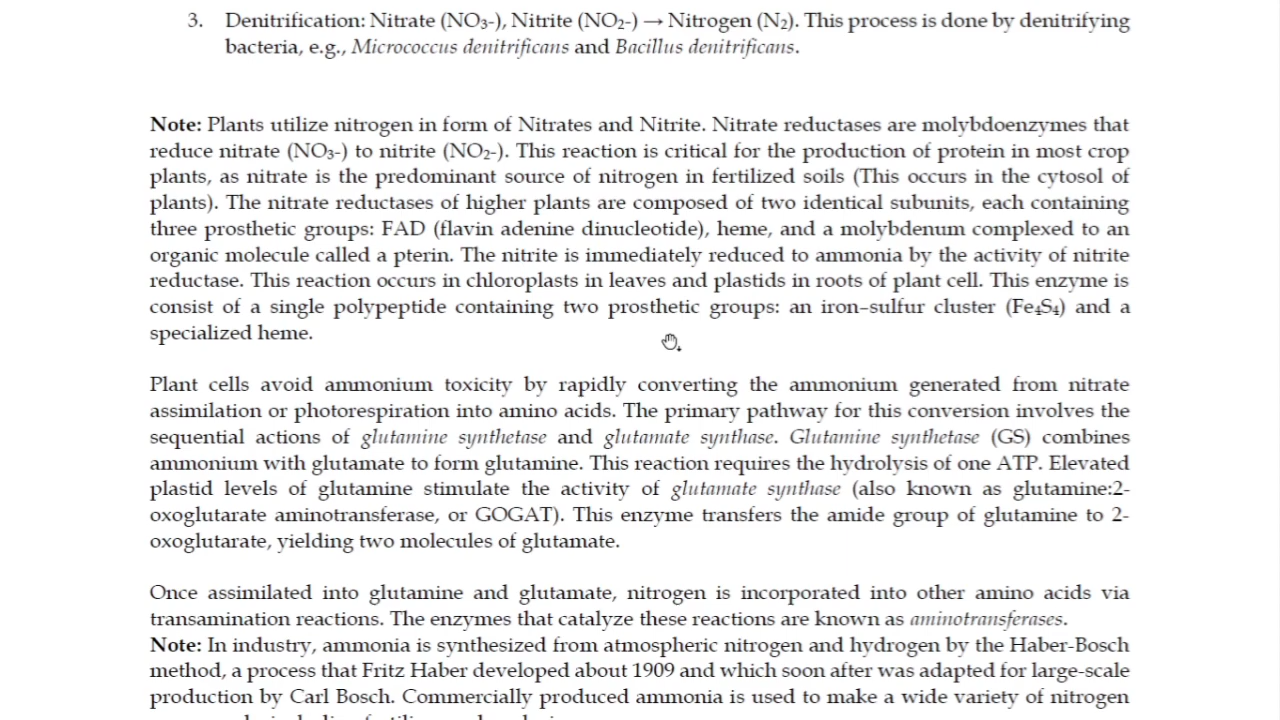 3. Denitrification: Nitrate (NO3-), Nitrite (NO2-) → Nitrogen (N2). This process is done by denitrifying
bacteria, e.g., Micrococcus denitrificans and Bacillus denitrificans.
Note: Plants utilize nitrogen in form of Nitrates and Nitrite. Nitrate reductases are molybdoenzymes that
reduce nitrate (NO3-) to nitrite (NO2-). This reaction is critical for the production of protein in most crop
plants, as nitrate is the predominant source of nitrogen in fertilized soils (This occurs in the cytosol of
plants). The nitrate reductases of higher plants are composed of two identical subunits, each containing
three prosthetic groups: FAD (flavin adenine dinucleotide), heme, and a molybdenum complexed to an
organic molecule called a pterin. The nitrite is immediately reduced to ammonia by the activity of nitrite
reductase. This reaction occurs in chloroplasts in leaves and plastids in roots of plant cell. This enzyme is
consist of a single polypeptide containing two prosthetic groups: an iron–sulfur cluster (Fe4S4) and a
specialized heme.
Plant cells avoid ammonium toxicity by rapidly converting the ammonium generated from nitrate
assimilation or photorespiration into amino acids. The primary pathway for this conversion involves the
sequential actions of glutamine synthetase and glutamate synthase. Glutamine synthetase (GS) combines
ammonium with glutamate to form glutamine. This reaction requires the hydrolysis of one ATP. Elevated
plastid levels of glutamine stimulate the activity of glutamate synthase (also known as glutamine:2-
oxoglutarate aminotransferase, or GOGAT). This enzyme transfers the amide group of glutamine to 2-
oxoglutarate, yielding two molecules of glutamate.
Once assimilated into glutamine and glutamate, nitrogen is incorporated into other amino acids via
transamination reactions. The enzymes that catalyze these reactions are known as aminotransferases.
Note: In industry, ammonia is synthesized from atmospheric nitrogen and hydrogen by the Haber-Bosch
method, a process that Fritz Haber developed about 1909 and which soon after was adapted for large-scale
production by Carl Bosch. Commercially produced ammonia is used to make a wide variety of nitrogen